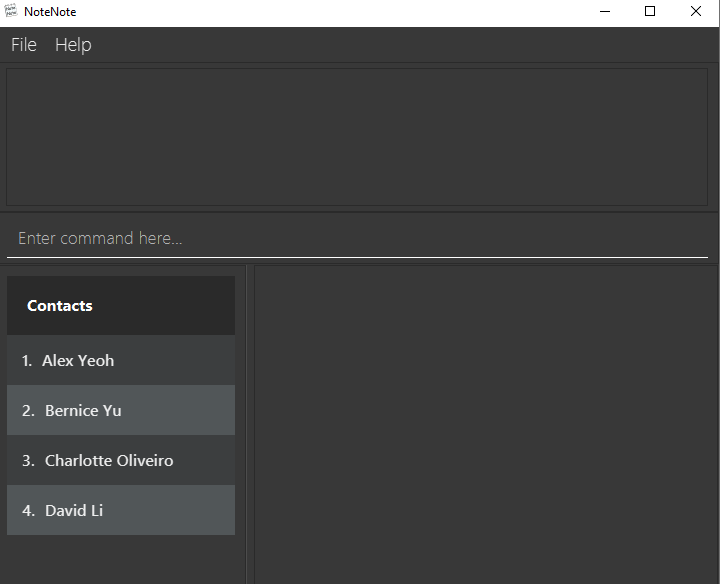 NoteNote
File Help
Enter command here...
Contacts
1. Alex Yeoh
2. Bernice Yu
3. Charlotte Oliveiro
4. David Li